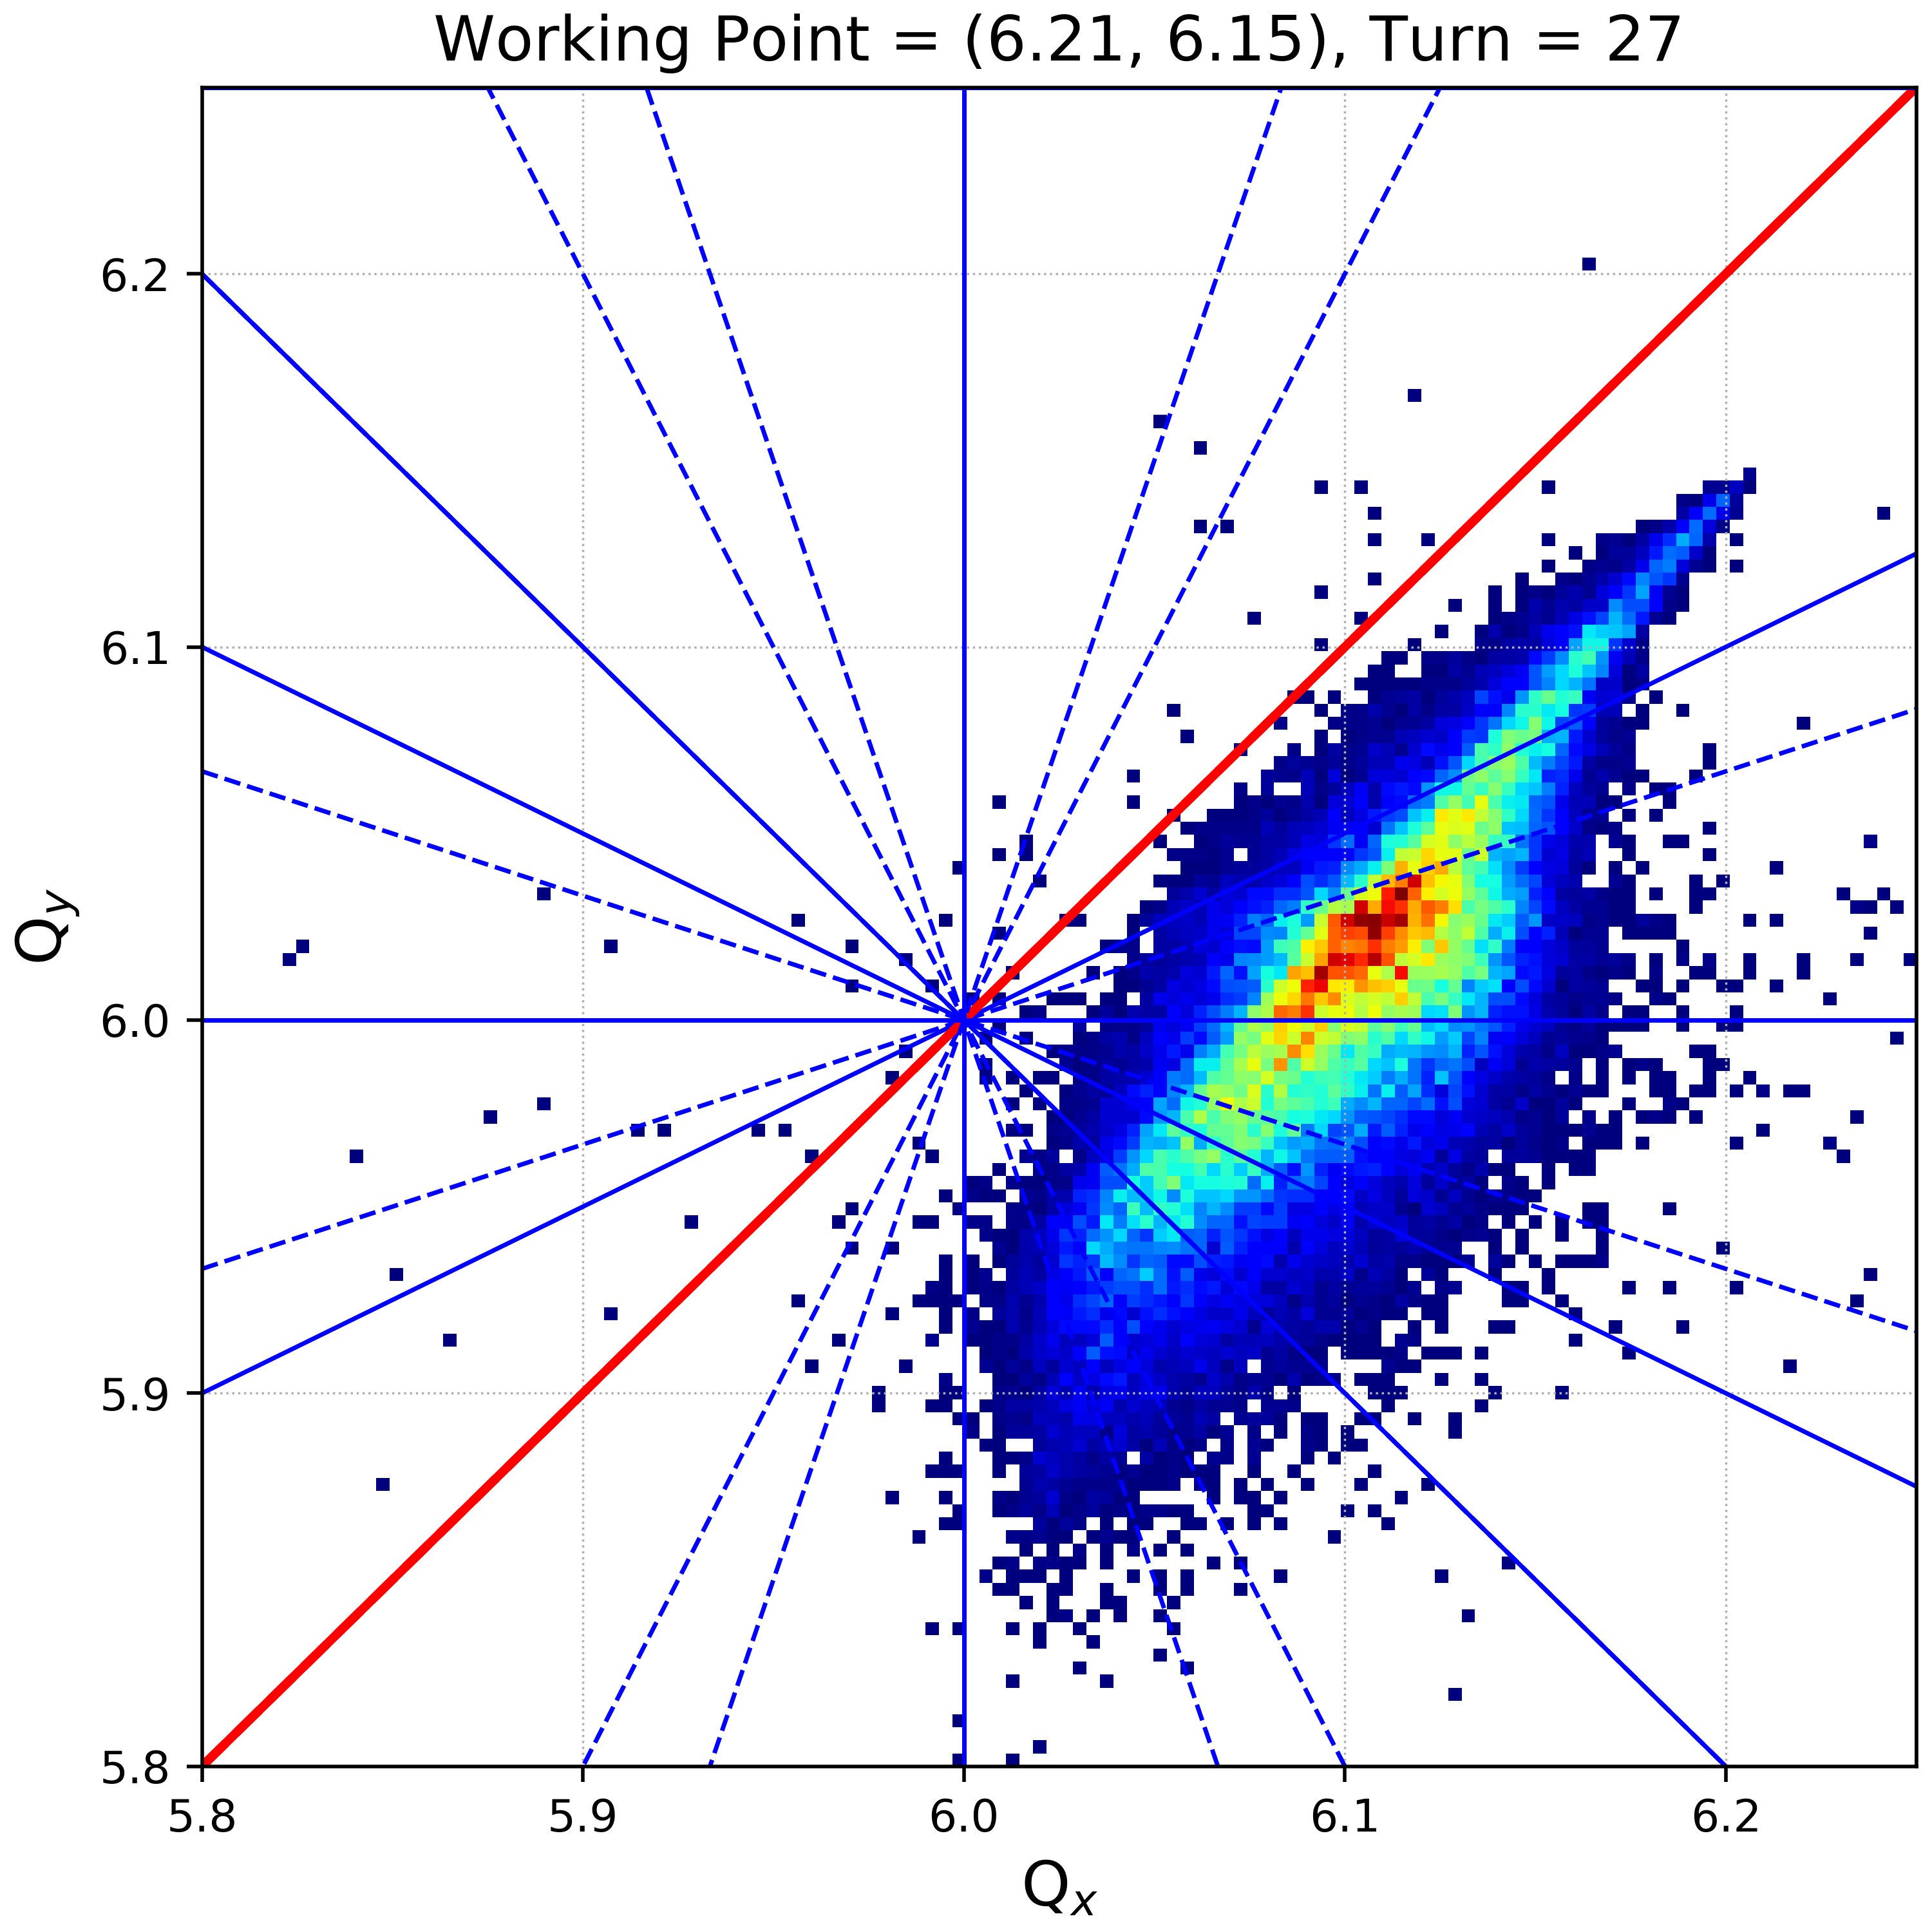 Working Point = (6.21, 6.15), Turn = 27
6.2
6.1
6.0
5.9
5.8
Qy
5.8 5.9 6.0 6.1 6.2
Qx